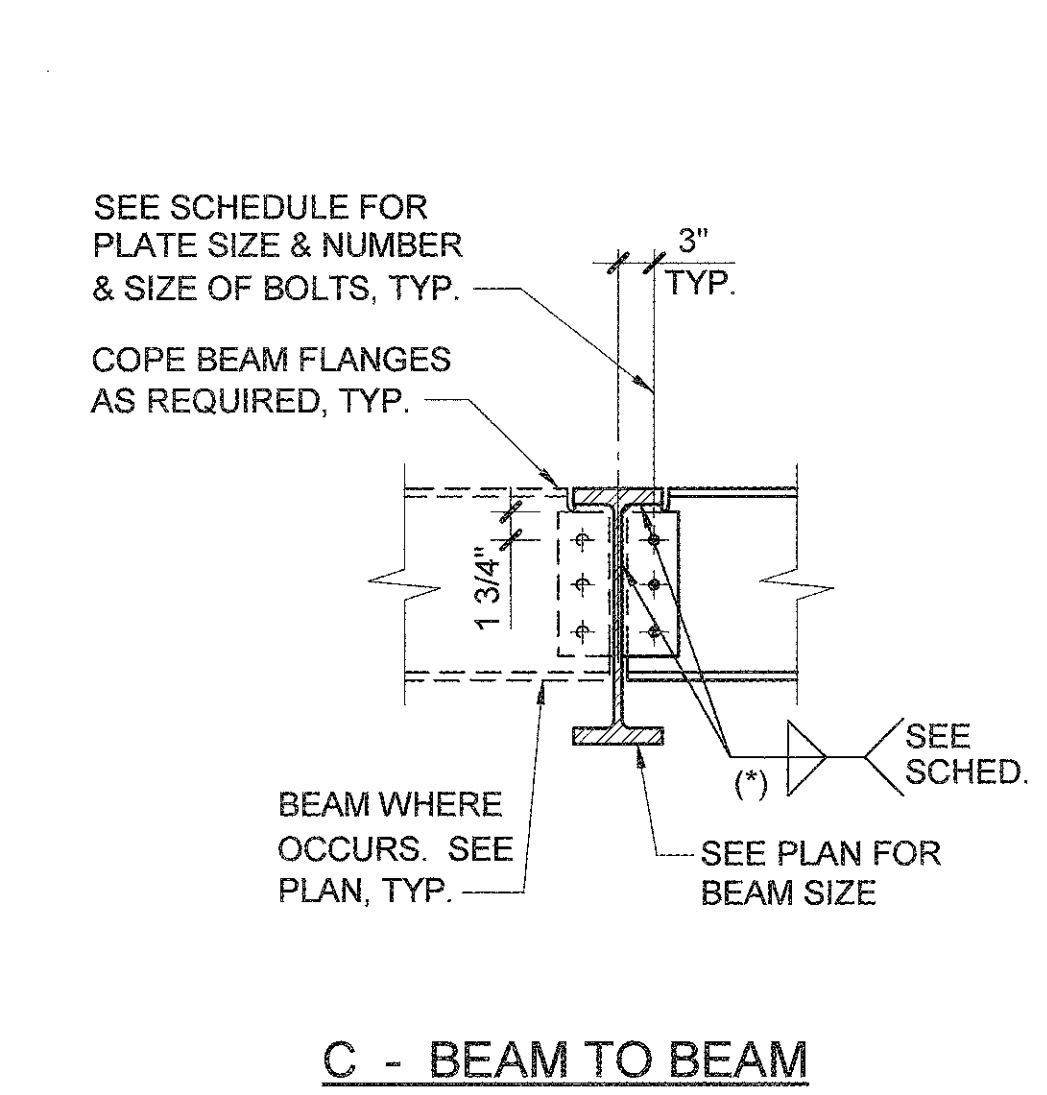 SEE SCHEDULE FOR
PLATE SIZE & NUMBER
& SIZE OF BOLTS, TYP.
3"
TYP.
COPE BEAM FLANGES
AS REQUIRED, TYP.
1 3/4"
(*)
SEE
SCHED.
BEAM WHERE
OCCURS. SEE
PLAN, TYP.
SEE PLAN FOR
BEAM SIZE
C - BEAM TO BEAM